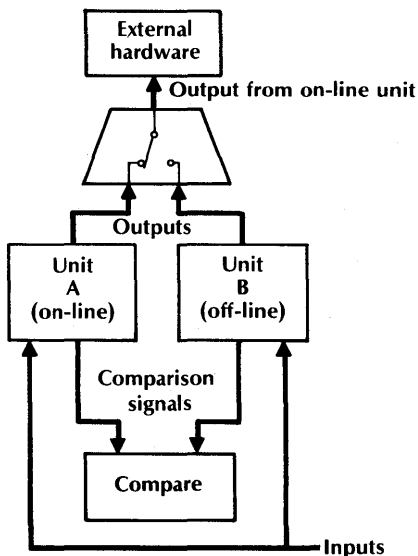 External
hardware
Output from on-line unit
Outputs
Unit
A
(on-line)
Unit
B
(off-line)
Comparison
signals
Compare
Inputs